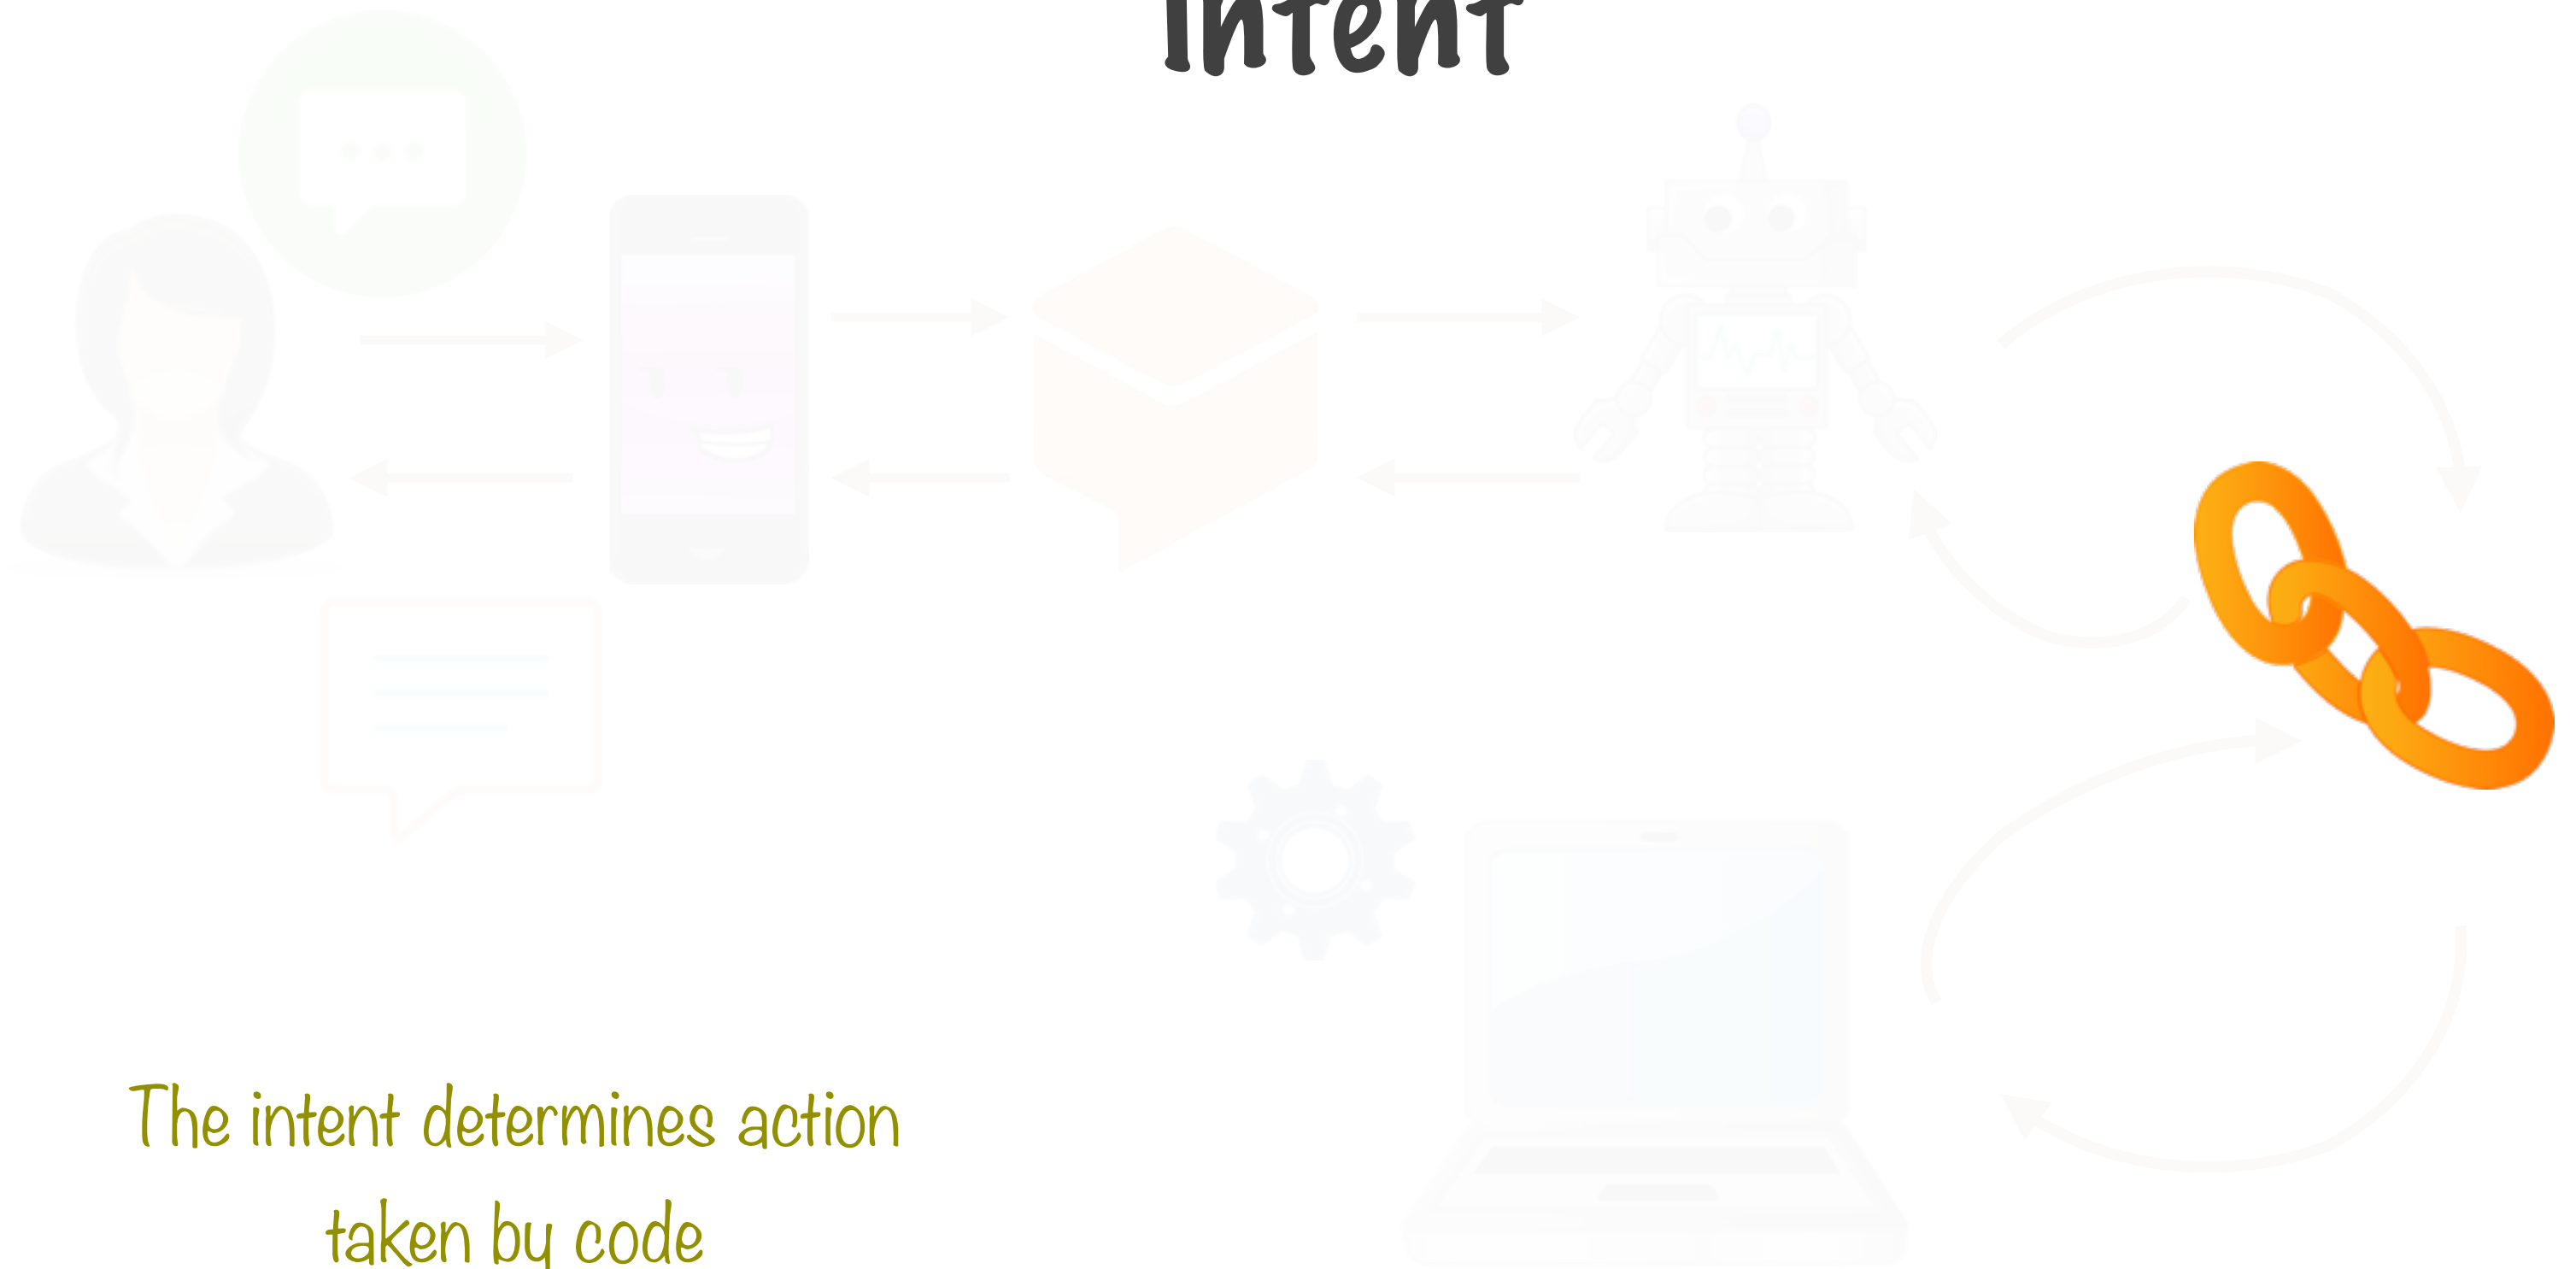 Intent
The intent determines action
taken by code